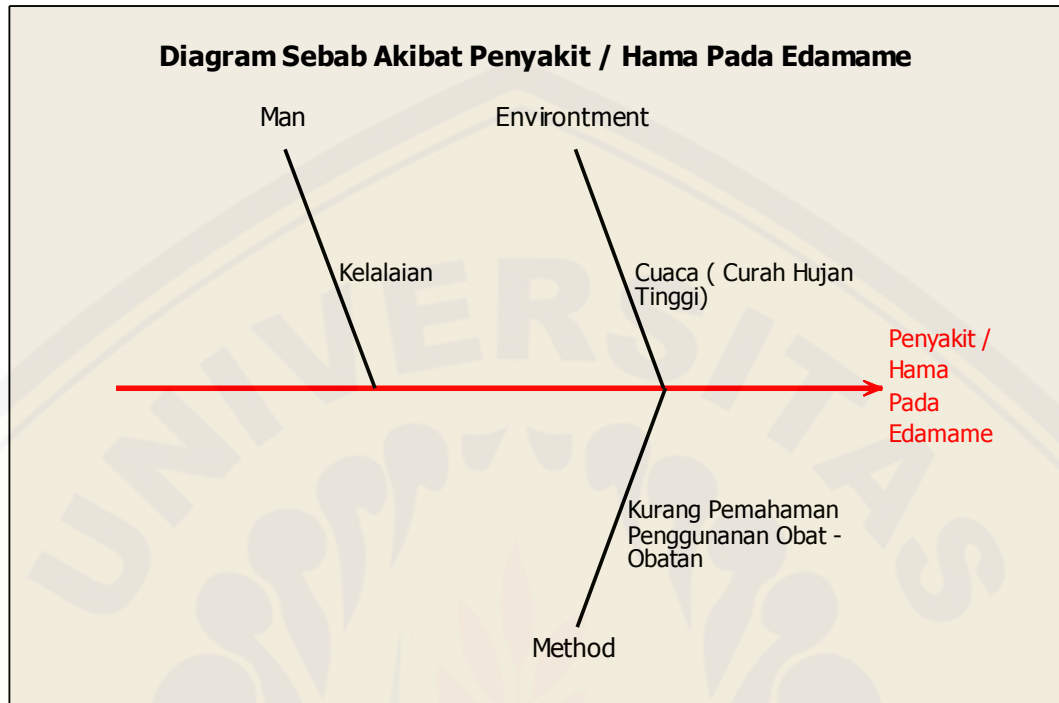 Diagram Sebab Akibat Penyakit / Hama Pada Edamame
Man
Environtment
Kelalaian
Cuaca ( Curah Hujan
Tinggi)
Penyakit /
Hama
Pada
Edamame
Kurang Pemahaman
Penggunanan Obat -
Obatan
Method
UNIVERSITAS